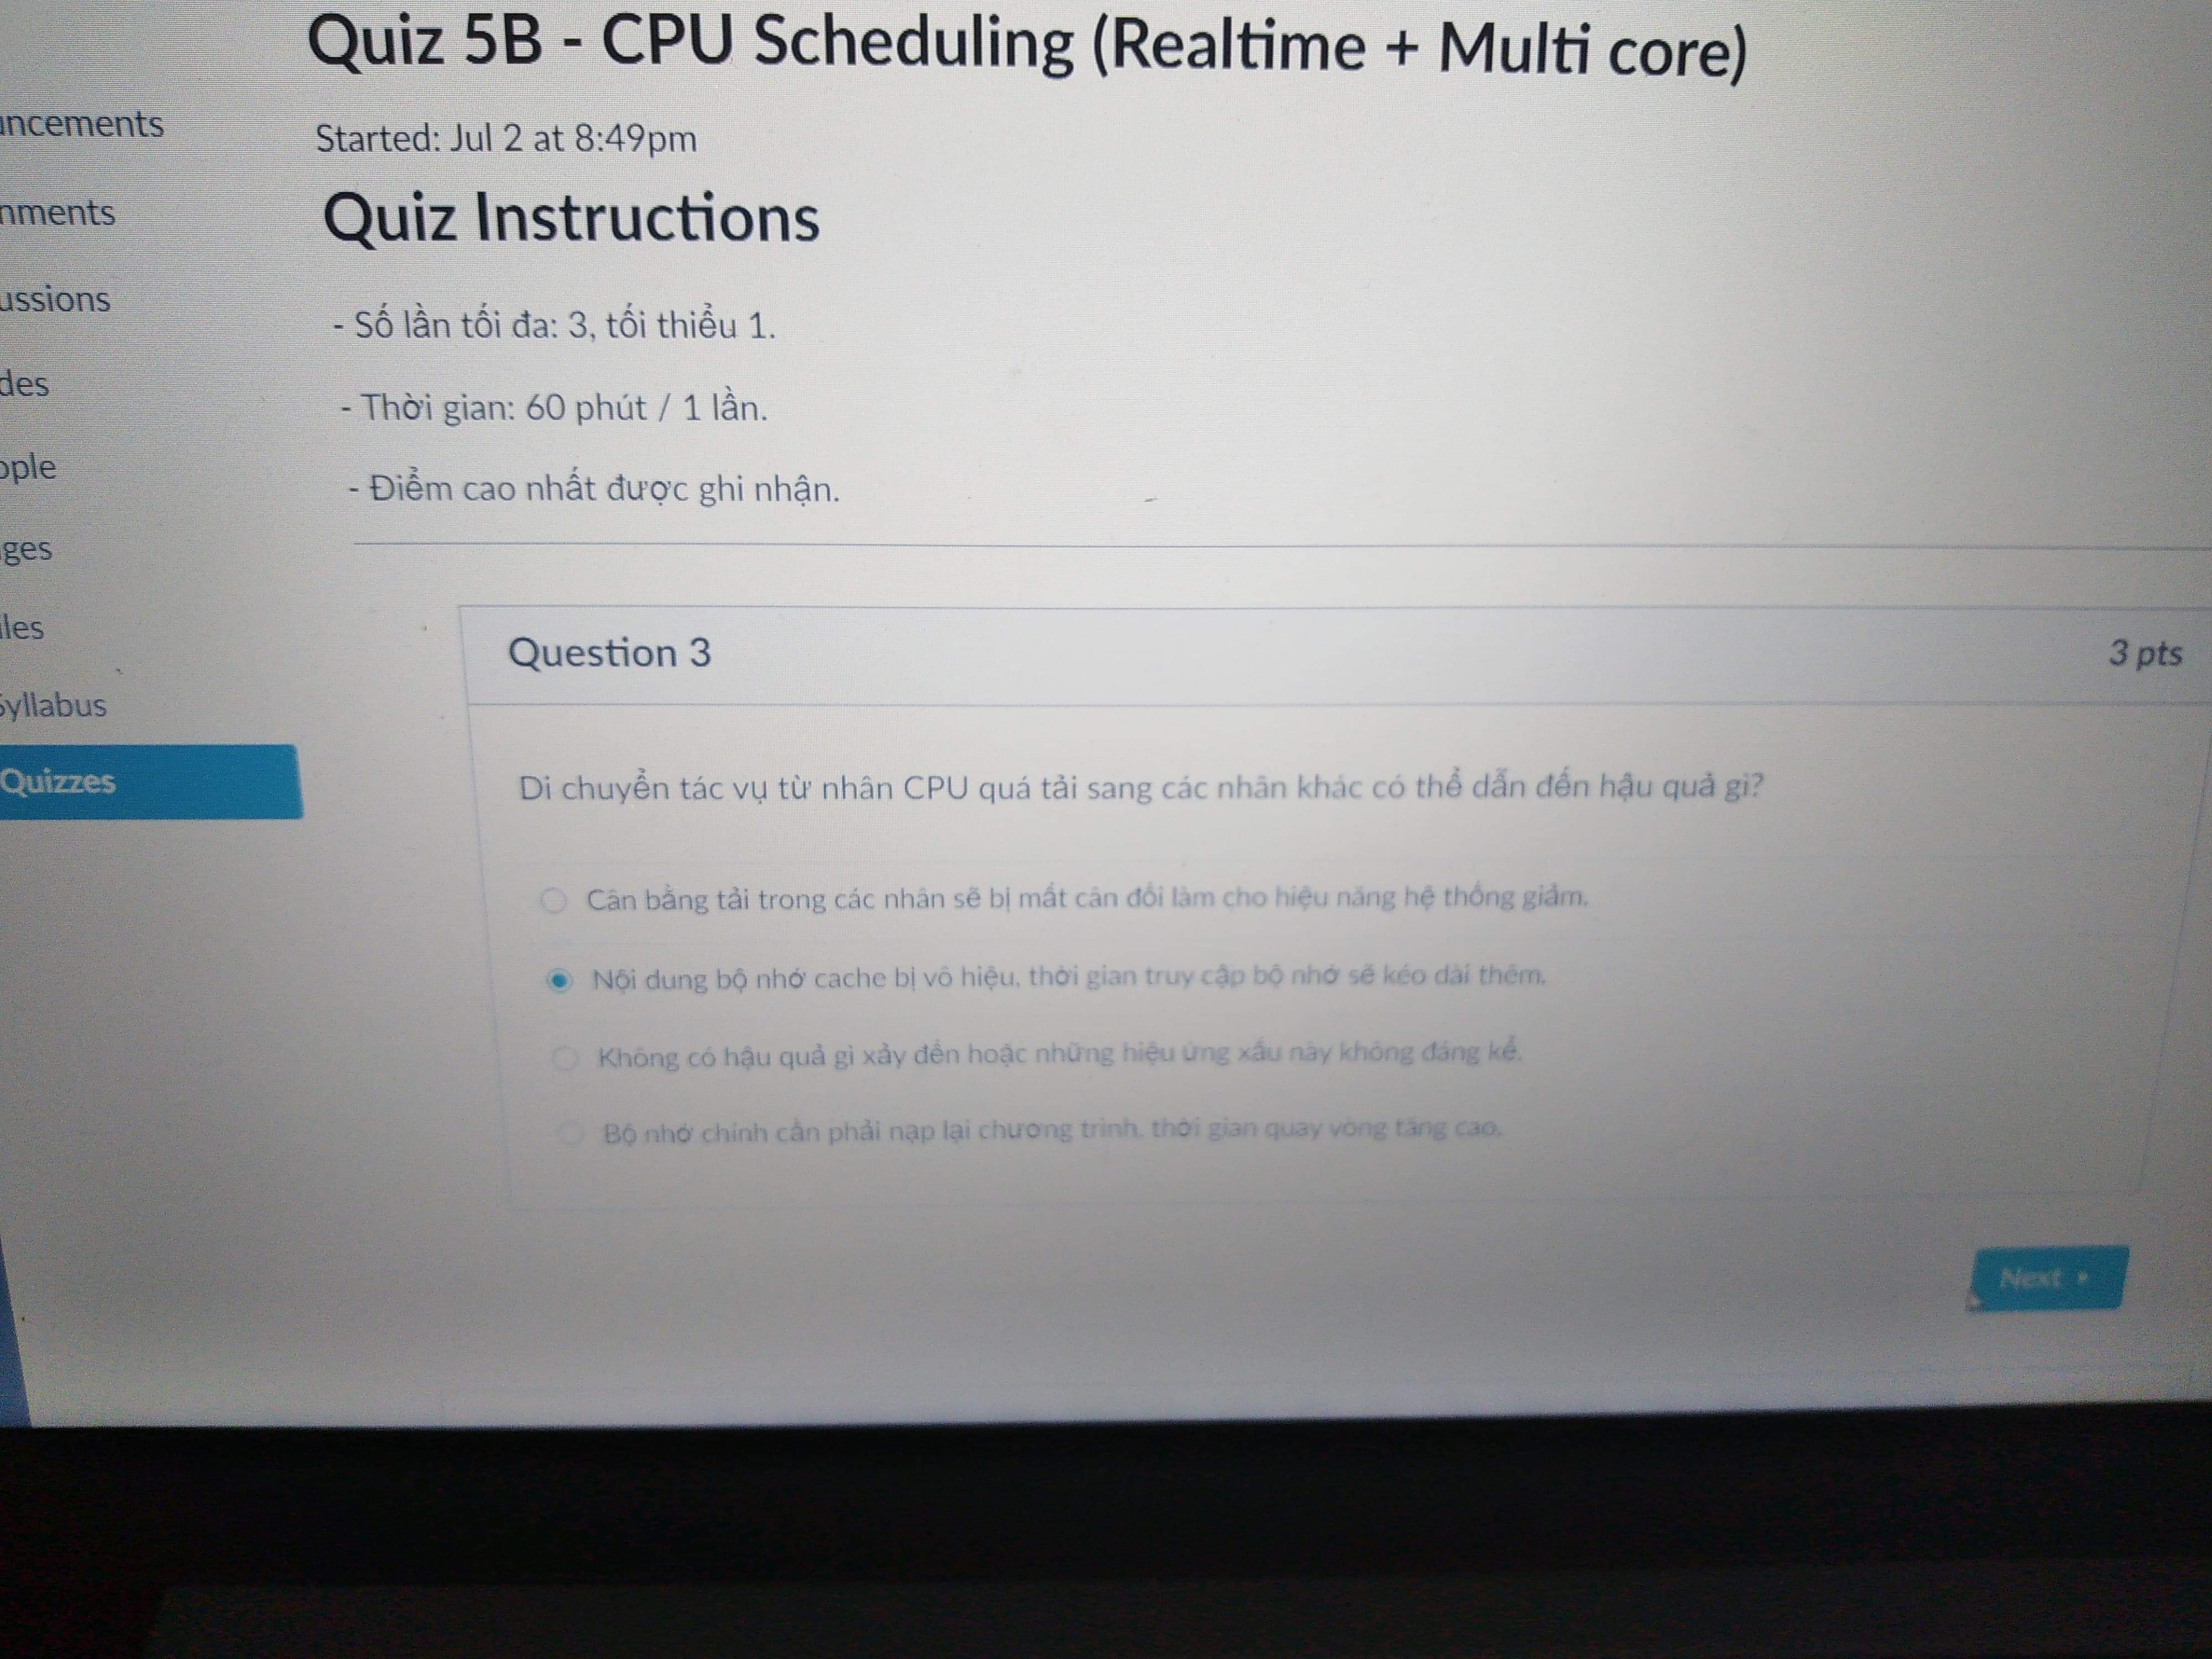 Quiz 5B - CPU Scheduling (Realtime + Multi core)
Started: Jul 2 at 8:49pm
Quiz Instructions
- Số lần tối đa: 3, tối thiểu 1.
- Thời gian: 60 phút / 1 lần.
- Điểm cao nhất được ghi nhận.
ncements
nments
ussions
des
ople
ges
iles
Syllabus
Quizzes
Question 3
3 pts
Di chuyển tác vụ từ nhân CPU quá tải sang các nhân khác có thể dẫn đến hậu quả gì?
Cân bằng tải trong các nhân sẽ bị mất cân đối làm cho hiệu năng hệ thống giảm.
Nội dung bộ nhớ cache bị vô hiệu, thời gian truy cập bộ nhớ sẽ kéo dài thêm.
Không có hậu quả gì xảy đến hoặc những hiệu ứng xấu này không đáng kể.
Bộ nhớ chính cần phải nạp lại chương trình, thời gian quay vòng tăng cao.
Next